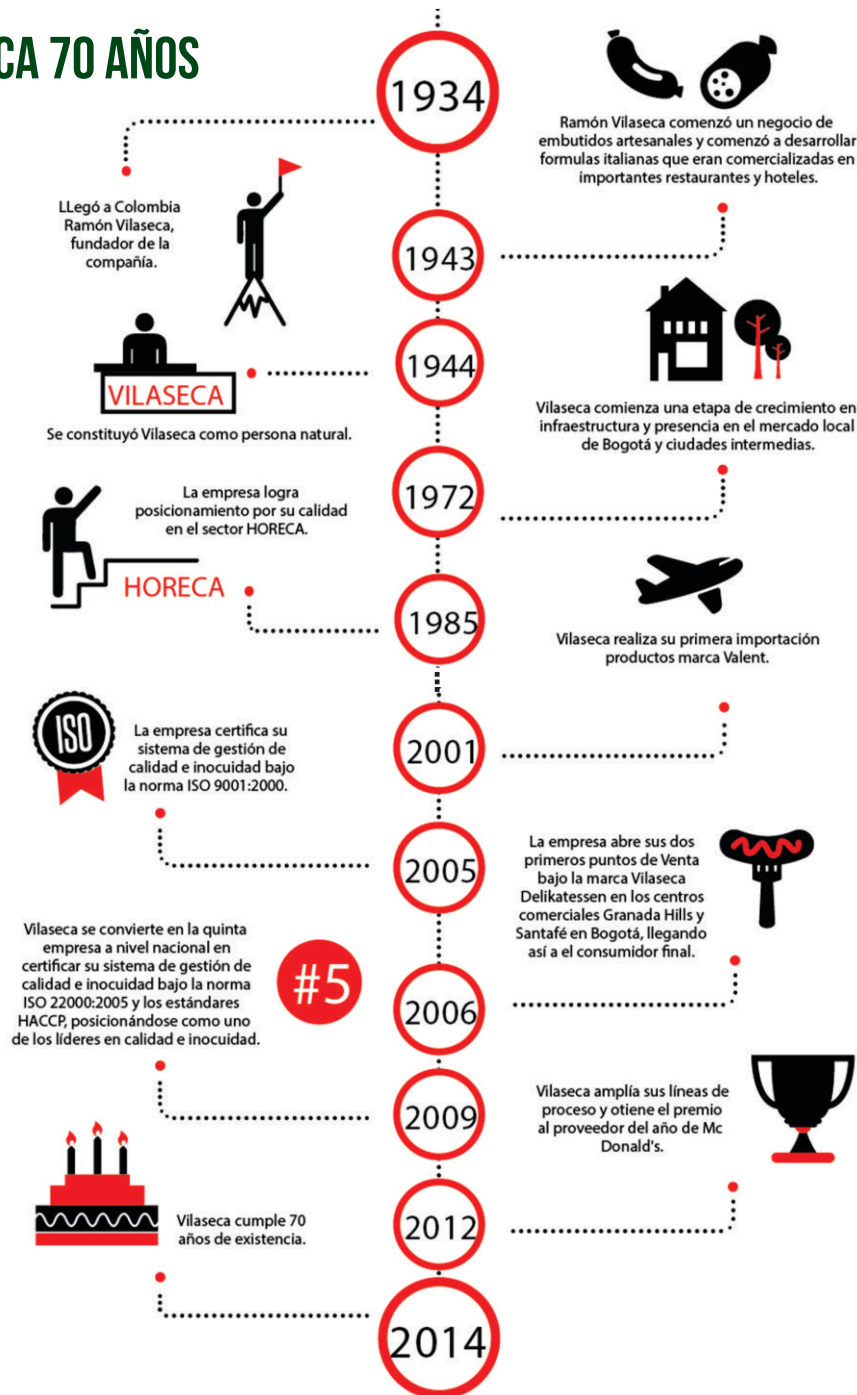 CA 70 AÑOS
1934
LLegó a Colombia
Ramón Vilaseca,
fundador de la
compañía.
Ramón Vilaseca comenzó un negocio de
embutidos artesanales y comenzó a desarrollar
formulas italianas que eran comercializadas en
importantes restaurantes y hoteles.
1943
1944
VILASECA
Se constituyó Vilaseca como persona natural.
Vilaseca comienza una etapa de crecimiento en
infraestructura y presencia en el mercado local
de Bogotá y ciudades intermedias.
1972
La empresa logra
posicionamiento por su calidad
en el sector HORECA.
HORECA
1985
Vilaseca realiza su primera importación
productos marca Valent.
2001
ISO
La empresa certifica su
sistema de gestión de
calidad e inocuidad bajo
la norma ISO 9001:2000.
2005
La empresa abre sus dos
primeros puntos de Venta
bajo la marca Vilaseca
Delikatessen en los centros
comerciales Granada Hills y
Santafé en Bogotá, llegando
así a el consumidor final.
2006
Vilaseca se convierte en la quinta
empresa a nivel nacional en
certificar su sistema de gestión de
calidad e inocuidad bajo la norma
ISO 22000:2005 y los estándares
HACCP, posicionándose como uno
de los líderes en calidad e inocuidad.
#5
2009
Vilaseca amplía sus líneas de
proceso y otiene el premio
al proveedor del año de Mc
Donald's.
2012
Vilaseca cumple 70
años de existencia.
2014